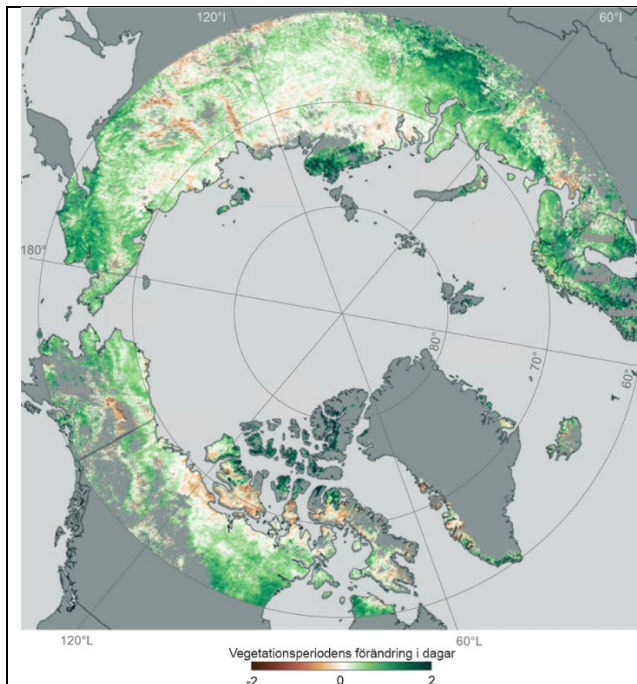 120°I
60°I
180°
80°
70°
60°
120°L
60°L
Vegetationsperiodens förändring i dagar
-2 0 2